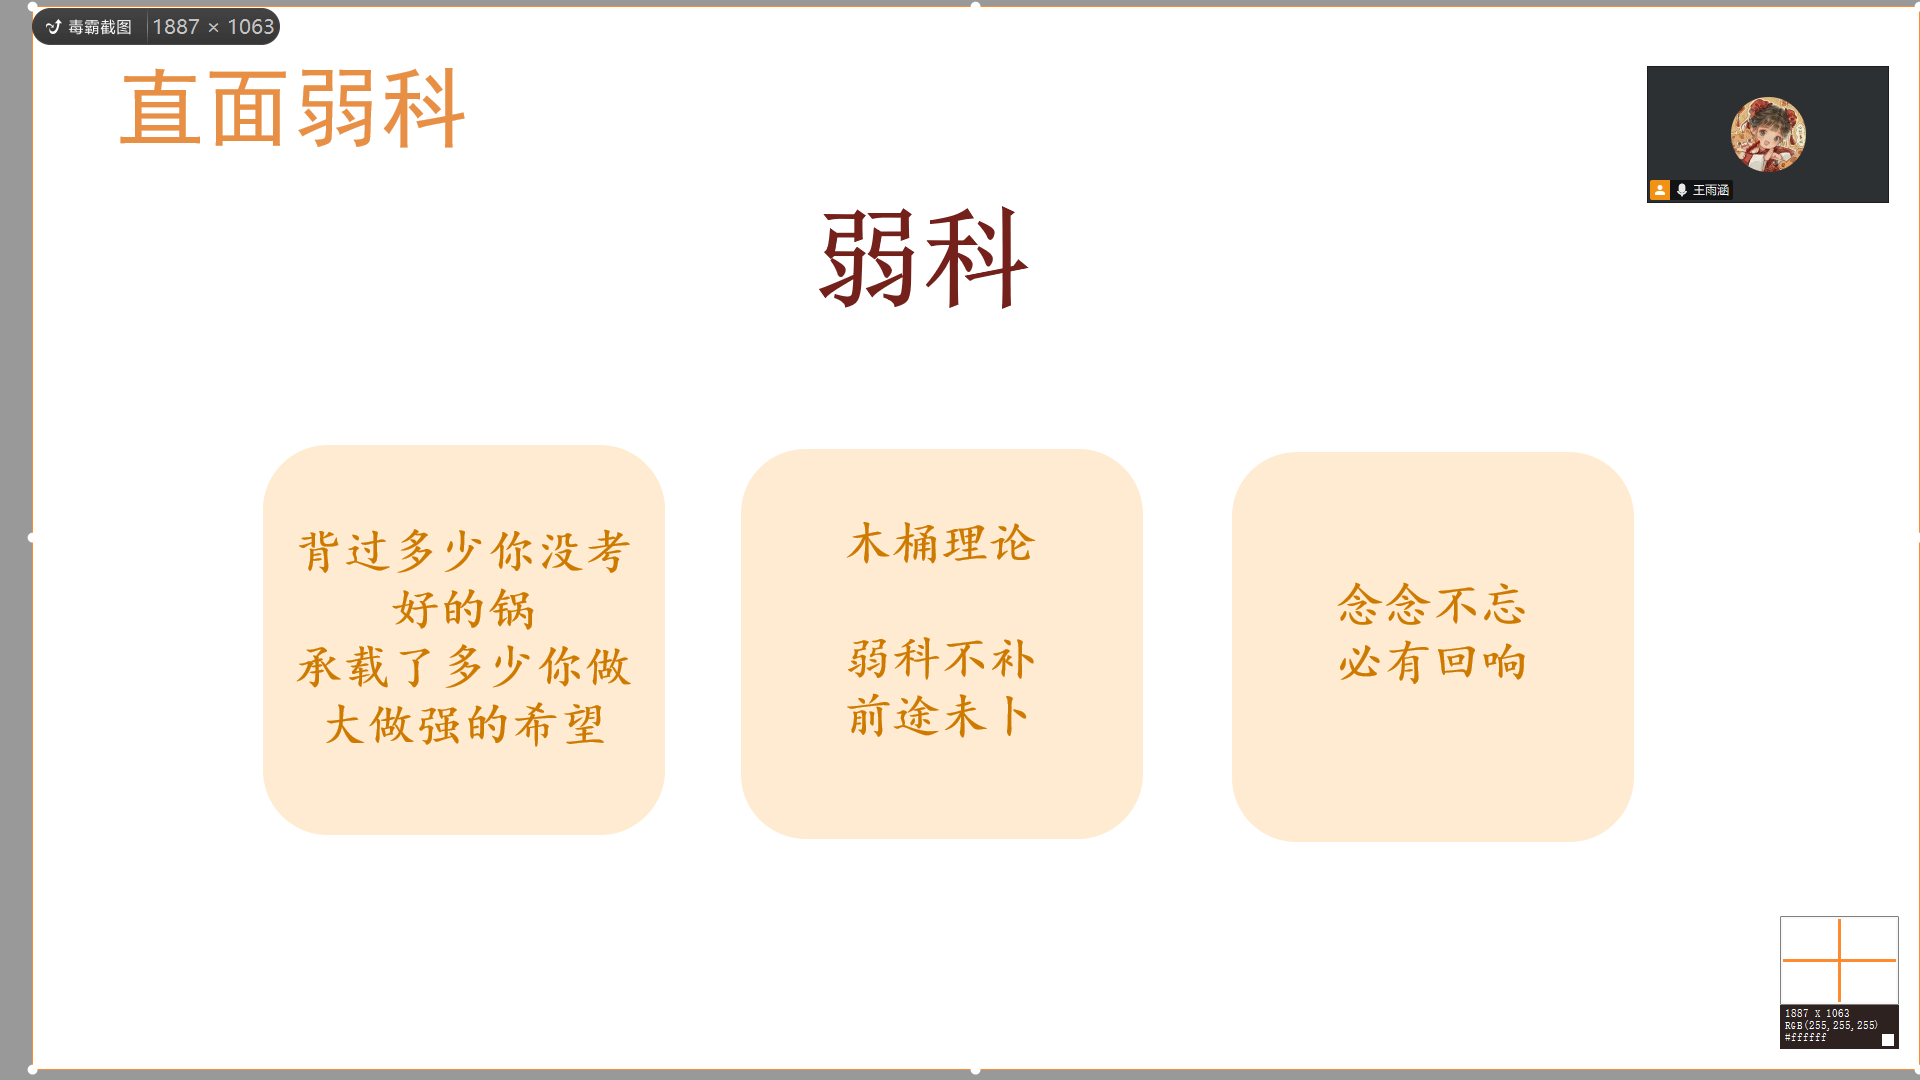 毒霸截图 1887 × 1063
直面弱科
王雨涵
弱科
背过多少你没考
好的锅
承载了多少你做
大做强的希望
木桶理论
弱科不补
前途未卜
念念不忘
必有回响
1887 X 1063
RGB(255,255,255)
#ffffff